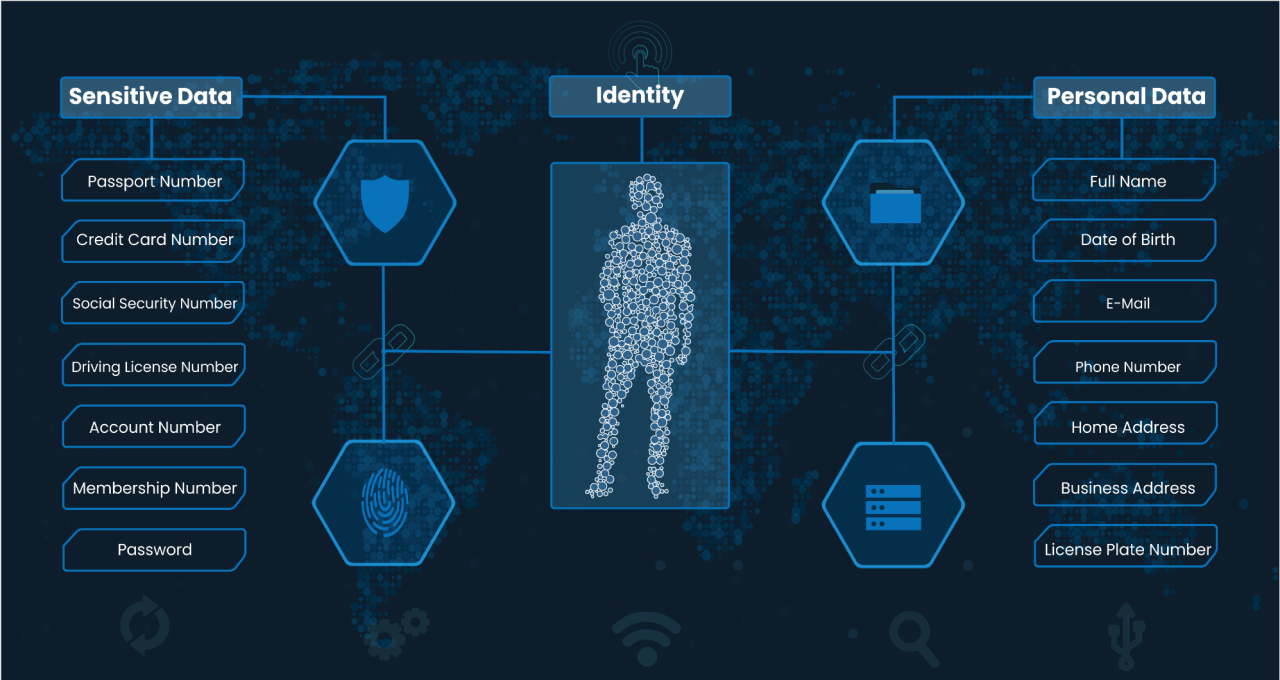 Sensitive Data
Passport Number
Credit Card Number
Social Security Number
Driving License Number
Account Number
Membership Number
Password
Identity
Personal Data
Full Name
Date of Birth
E-Mail
Phone Number
Home Address
Business Address
License Plate Number